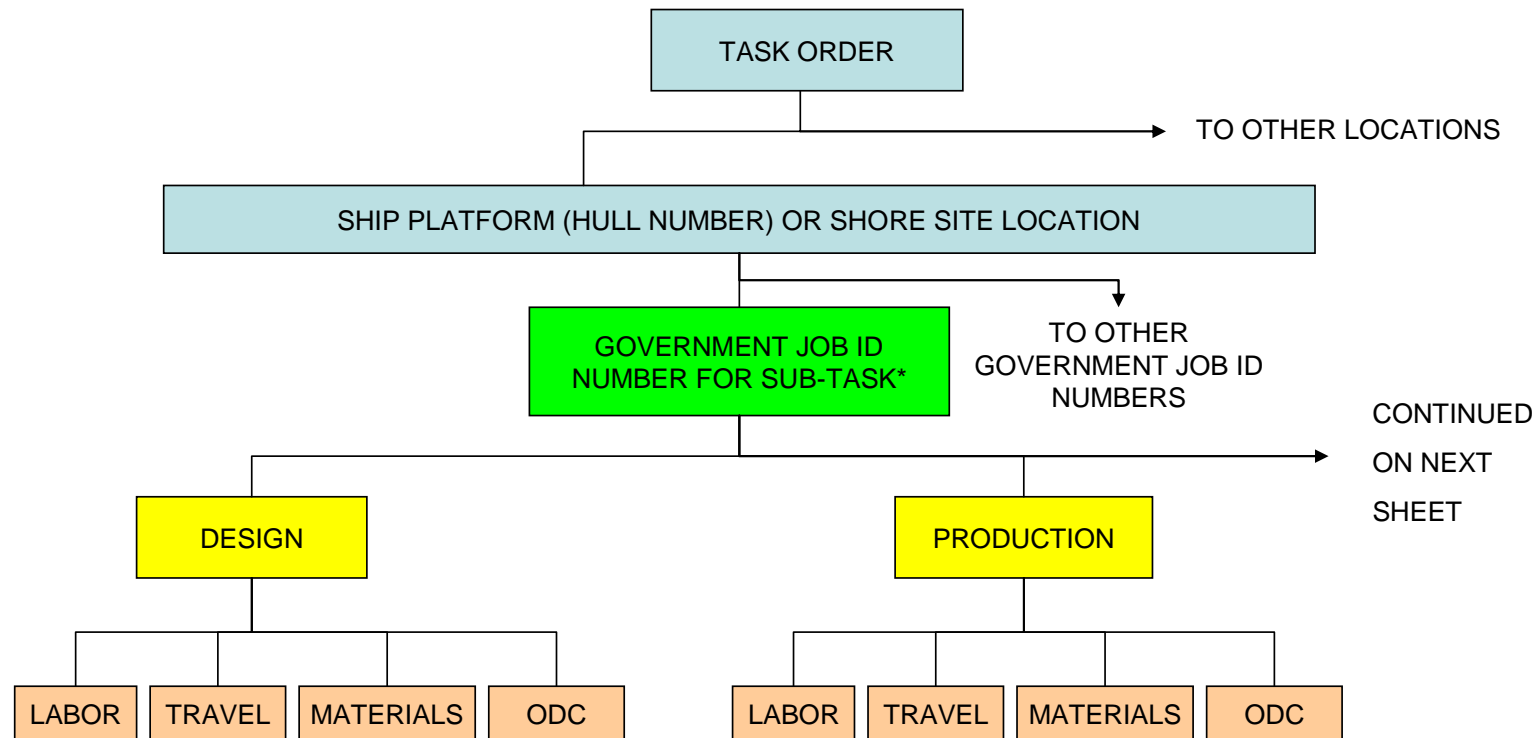 TASK ORDER
TO OTHER LOCATIONS
SHIP PLATFORM (HULL NUMBER) OR SHORE SITE LOCATION
GOVERNMENT JOB ID
NUMBER FOR SUB-TASK*
TO OTHER
GOVERNMENT JOB ID
NUMBERS
CONTINUED
ON NEXT
SHEET
DESIGN
PRODUCTION
LABOR
TRAVEL
MATERIALS
ODC
LABOR
TRAVEL
MATERIALS
ODC